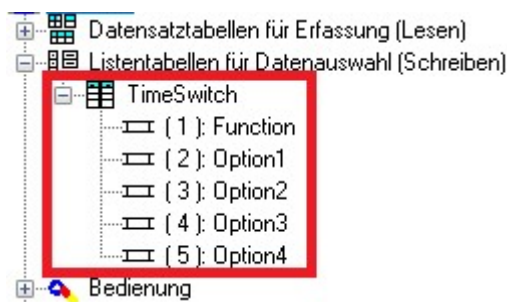 Datensatztabellen für Erfassung (Lesen)
Listentabellen für Datenauswahl (Schreiben)
TimeSwitch
( 1 ): Function
( 2 ): Option1
( 3 ): Option2
( 4 ): Option3
( 5 ): Option4
Bedienung